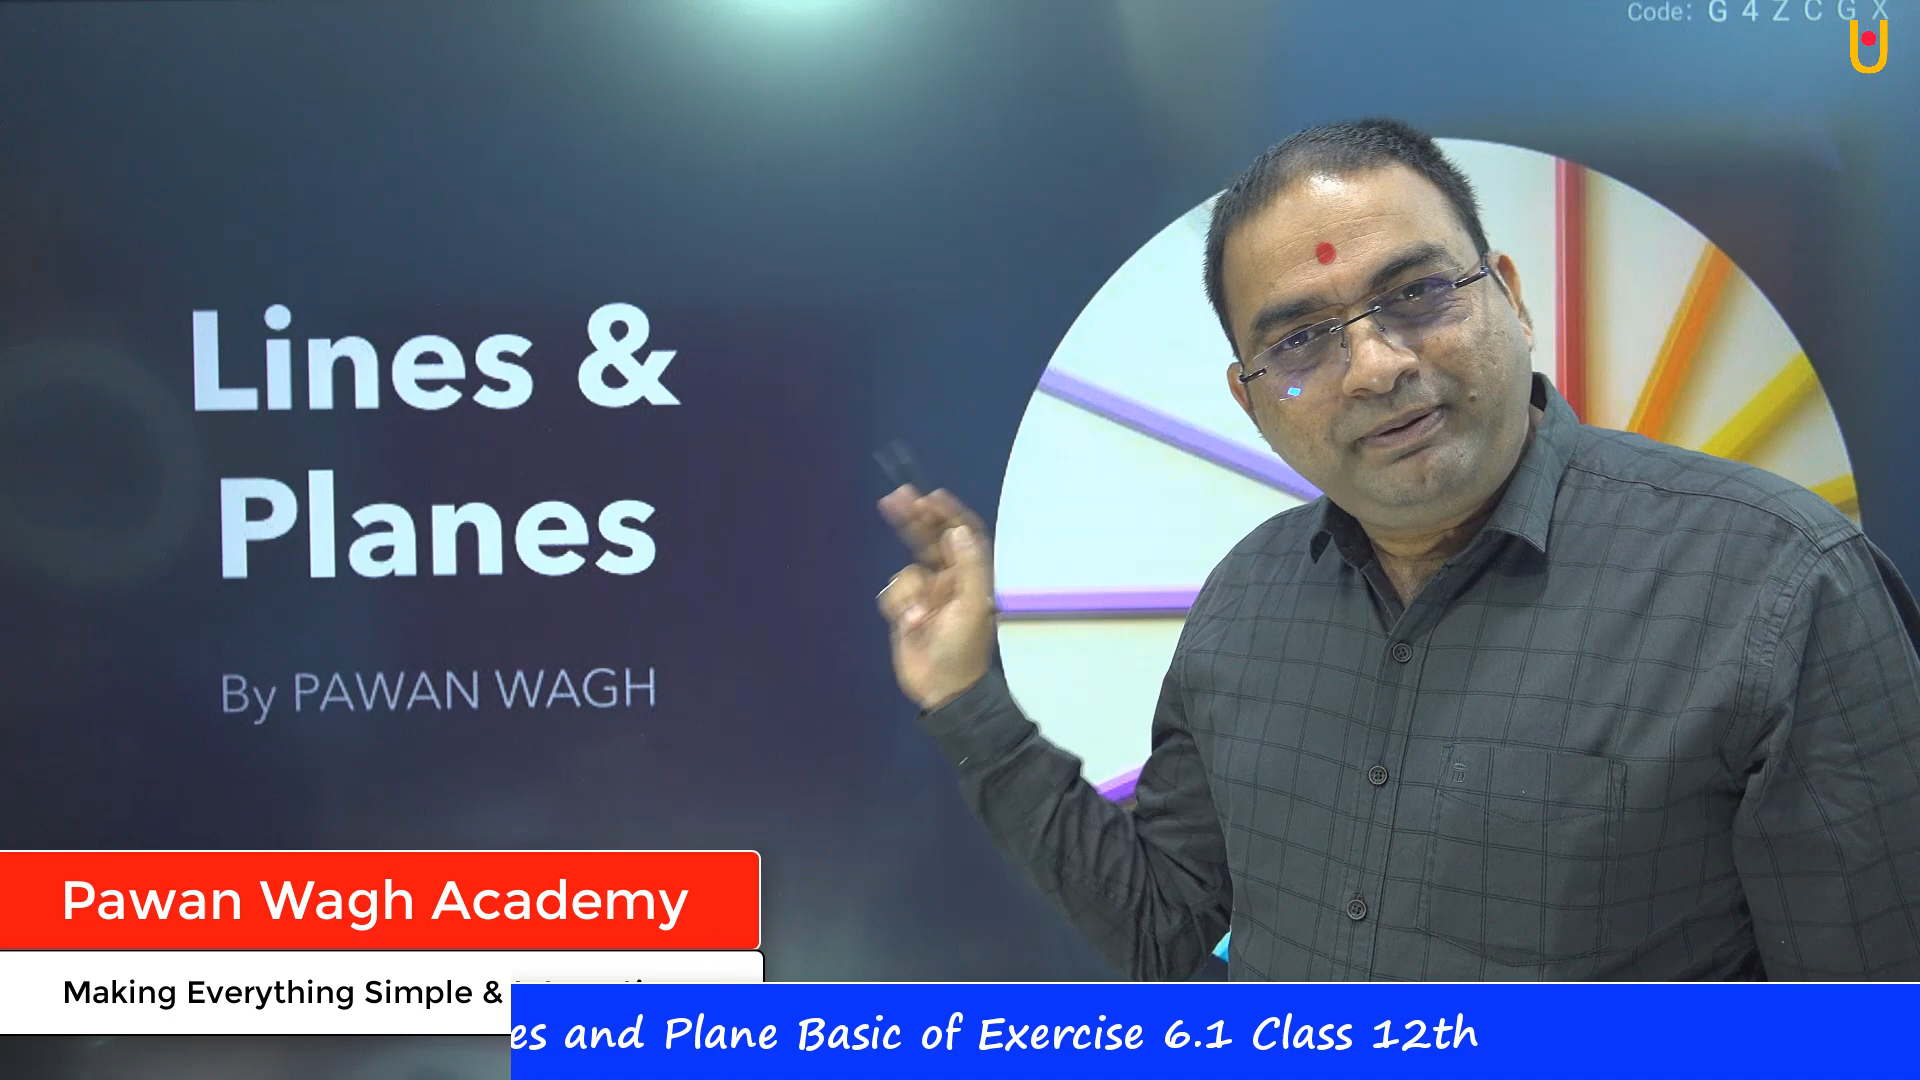 Code: G 4 Z C G X
Lines &
Planes
By PAWAN WAGH
Pawan Wagh Academy
Making Everything Simple &
es and Plane Basic of Exercise 6.1 Class 12th